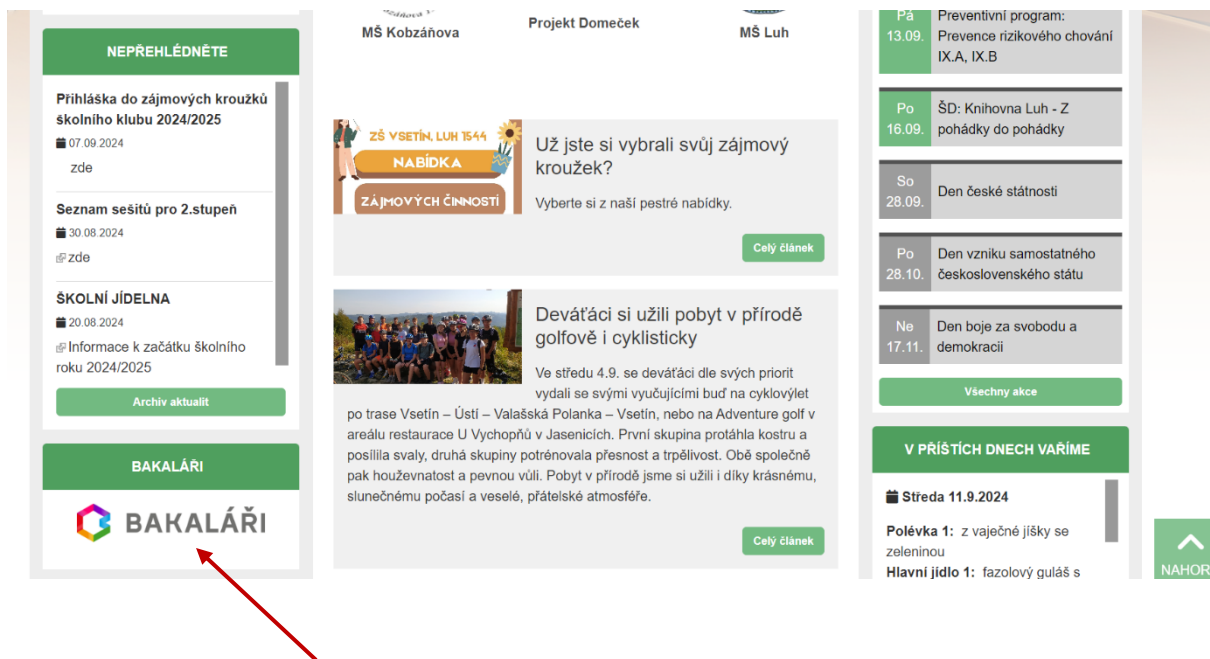 NEPŘEHLÉDNĚTE
Přihláška do zájmových kroužků
školního klubu 2024/2025
07.09.2024
zde
Seznam sešitů pro 2.stupeň
30.08.2024
zde
ŠKOLNÍ JÍDELNA
20.08.2024
Informace k začátku školního
roku 2024/2025
Archiv aktualit
BAKALÁŘI
BAKALÁŘI
MŠ Kobzáňova
Projekt Domeček
MŠ Luh
ZŠ VSETÍN, LUH 1544
NABÍDKA
ZÁJMOVÝCH ČINNOSTÍ
Už jste si vybrali svůj zájmový
kroužek?
Vyberte si z naší pestré nabídky.
Celý článek
Deváťáci si užili pobyt v přírodě
golfově i cyklisticky
Ve středu 4.9. se deváťáci dle svých priorit
vydali se svými vyučujícími buď na cyklovýlet
po trase Vsetín – Ústí – Valašská Polanka – Vsetín, nebo na Adventure golf v
areálu restaurace U Vychopňů v Jasenicích. První skupina protáhla kostru a
posílila svaly, druhá skupiny potrénovala přesnost a trpělivost. Obě společně
pak houževnatost a pevnou vůli. Pobyt v přírodě jsme si užili i díky krásnému,
slunečnému počasí a veselé, přátelské atmosféře.
Celý článek
Pá
13.09.
Preventivní program:
Prevence rizikového chování
IX.A, IX.B
Po
16.09.
ŠD: Knihovna Luh - Z
pohádky do pohádky
So
28.09.
Den české státnosti
Po
28.10.
Den vzniku samostatného
československého státu
Ne
17.11.
Den boje za svobodu a
demokracii
Všechny akce
V PŘÍŠTÍCH DNECH VAŘÍME
Středa 11.9.2024
Polévka 1: z vaječné jíšky se
zeleninou
Hlavní jídlo 1: fazolový guláš s
NAHOR